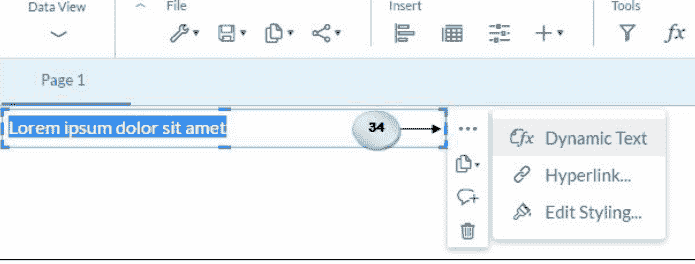 Data View
File
Insert
Tools
fx
Page 1
Lorem ipsum dolor sit amet
34
fx Dynamic Text
Hyperlink...
Edit Styling...